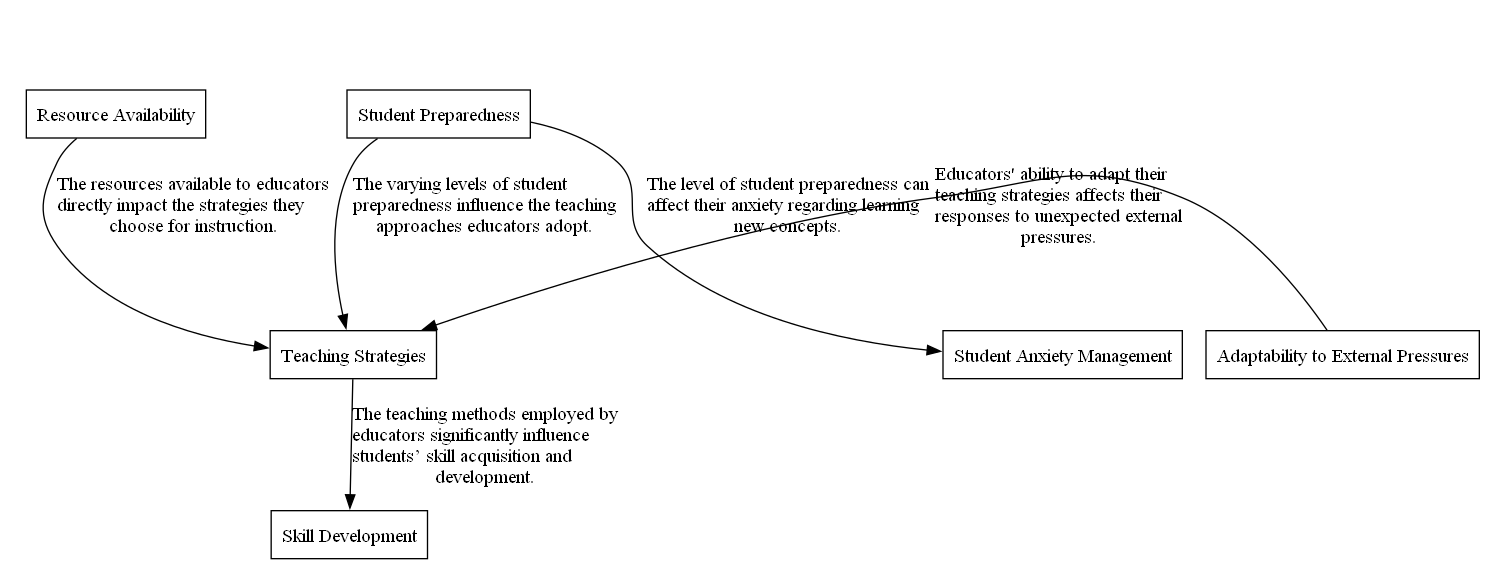 Resource Availability
Student Preparedness
The resources available to educators
directly impact the strategies they
choose for instruction.
The varying levels of student
preparedness influence the teaching
approaches educators adopt.
The level of student preparedness can
affect their anxiety regarding learning
new concepts.
Educators' ability to adapt their
teaching strategies affects their
responses to unexpected external
pressures.
Teaching Strategies
Student Anxiety Management
Adaptability to External Pressures
The teaching methods employed by
educators significantly influence
students’ skill acquisition and
development.
Skill Development